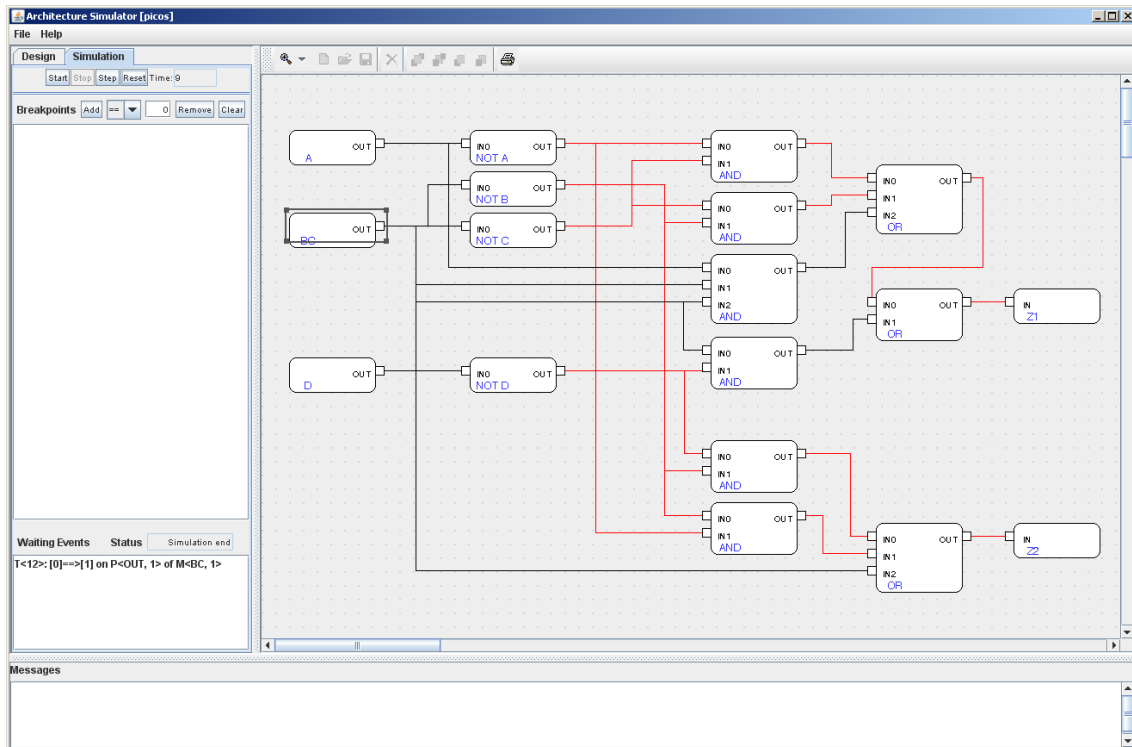 Architecture Simulator [picos]
File Help
Design Simulation
Start Stop Step Reset Time: 9
Breakpoints Add == 0 Remove Clear
Waiting Events Status Simulation end
T<12>: [0]==>[1] on P<OUT, 1> of M<BC, 1>
OUT
A
IN0 OUT
NOT A
IN0 OUT
IN1
AND
IN0 OUT
NOT B
IN0 OUT
IN1
IN2
OR
IN0 OUT
IN1
AND
OUT
BC
IN0 OUT
NOT C
IN0 OUT
IN1
IN2
AND
IN0 OUT
IN1
OR
IN
Z1
IN0 OUT
IN1
AND
OUT
D
IN0 OUT
NOT D
IN0 OUT
IN1
AND
IN0 OUT
IN1
AND
IN0 OUT
IN1
IN2
OR
IN
Z2
Messages